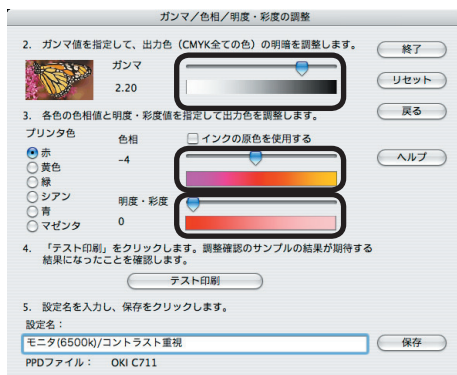 ガンマ／色相／明度・彩度の調整
2. ガンマ値を指定して、出力色（CMYK全ての色）の明暗を調整します。
終了
ガンマ
リセット
2.20
戻る
3. 各色の色相値と明度・彩度値を指定して出力色を調整します。
プリンタ色
色相
インクの原色を使用する
ヘルプ
赤
-4
黄色
緑
シアン
明度・彩度
青
0
マゼンタ
4. 「テスト印刷」をクリックします。調整確認のサンプルの結果が期待する
結果になったことを確認します。
テスト印刷
5. 設定名を入力し、保存をクリックします。
設定名：
モニタ(6500k)/コントラスト重視
保存
PPDファイル： OKI C711